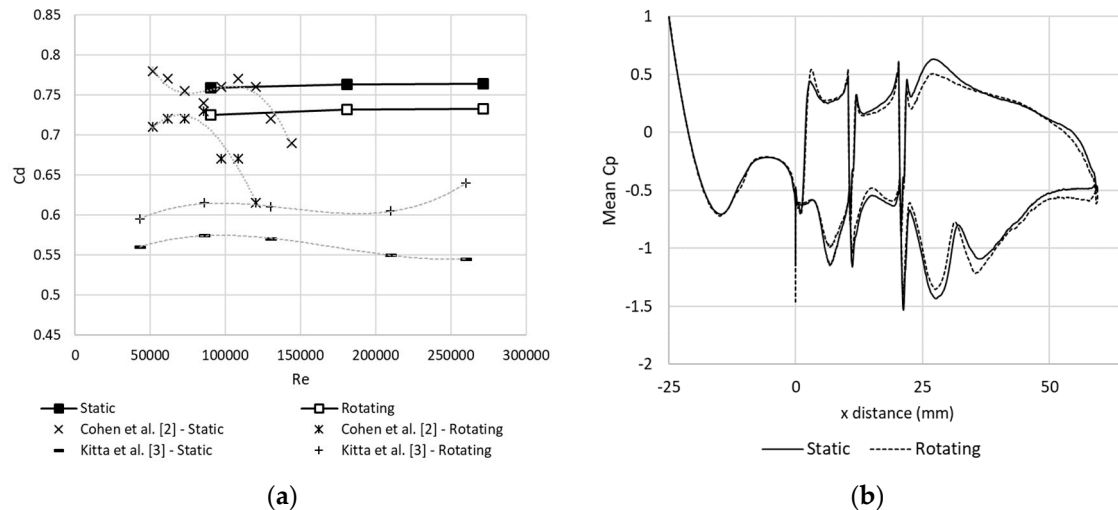 0.85
0.8
0.75
0.7
0.65
0.6
0.55
0.5
0.45
Cd
0 50000 100000 150000 200000 250000 300000
Re
Static Rotating
Cohen et al. [2] - Static Cohen et al. [2] - Rotating
Kitta et al. [3] - Static Kitta et al. [3] - Rotating
(a)
1
0.5
0
-0.5
-1
-1.5
-2
Mean Cp
-25 0 25 50
x distance (mm)
Static Rotating
(b)